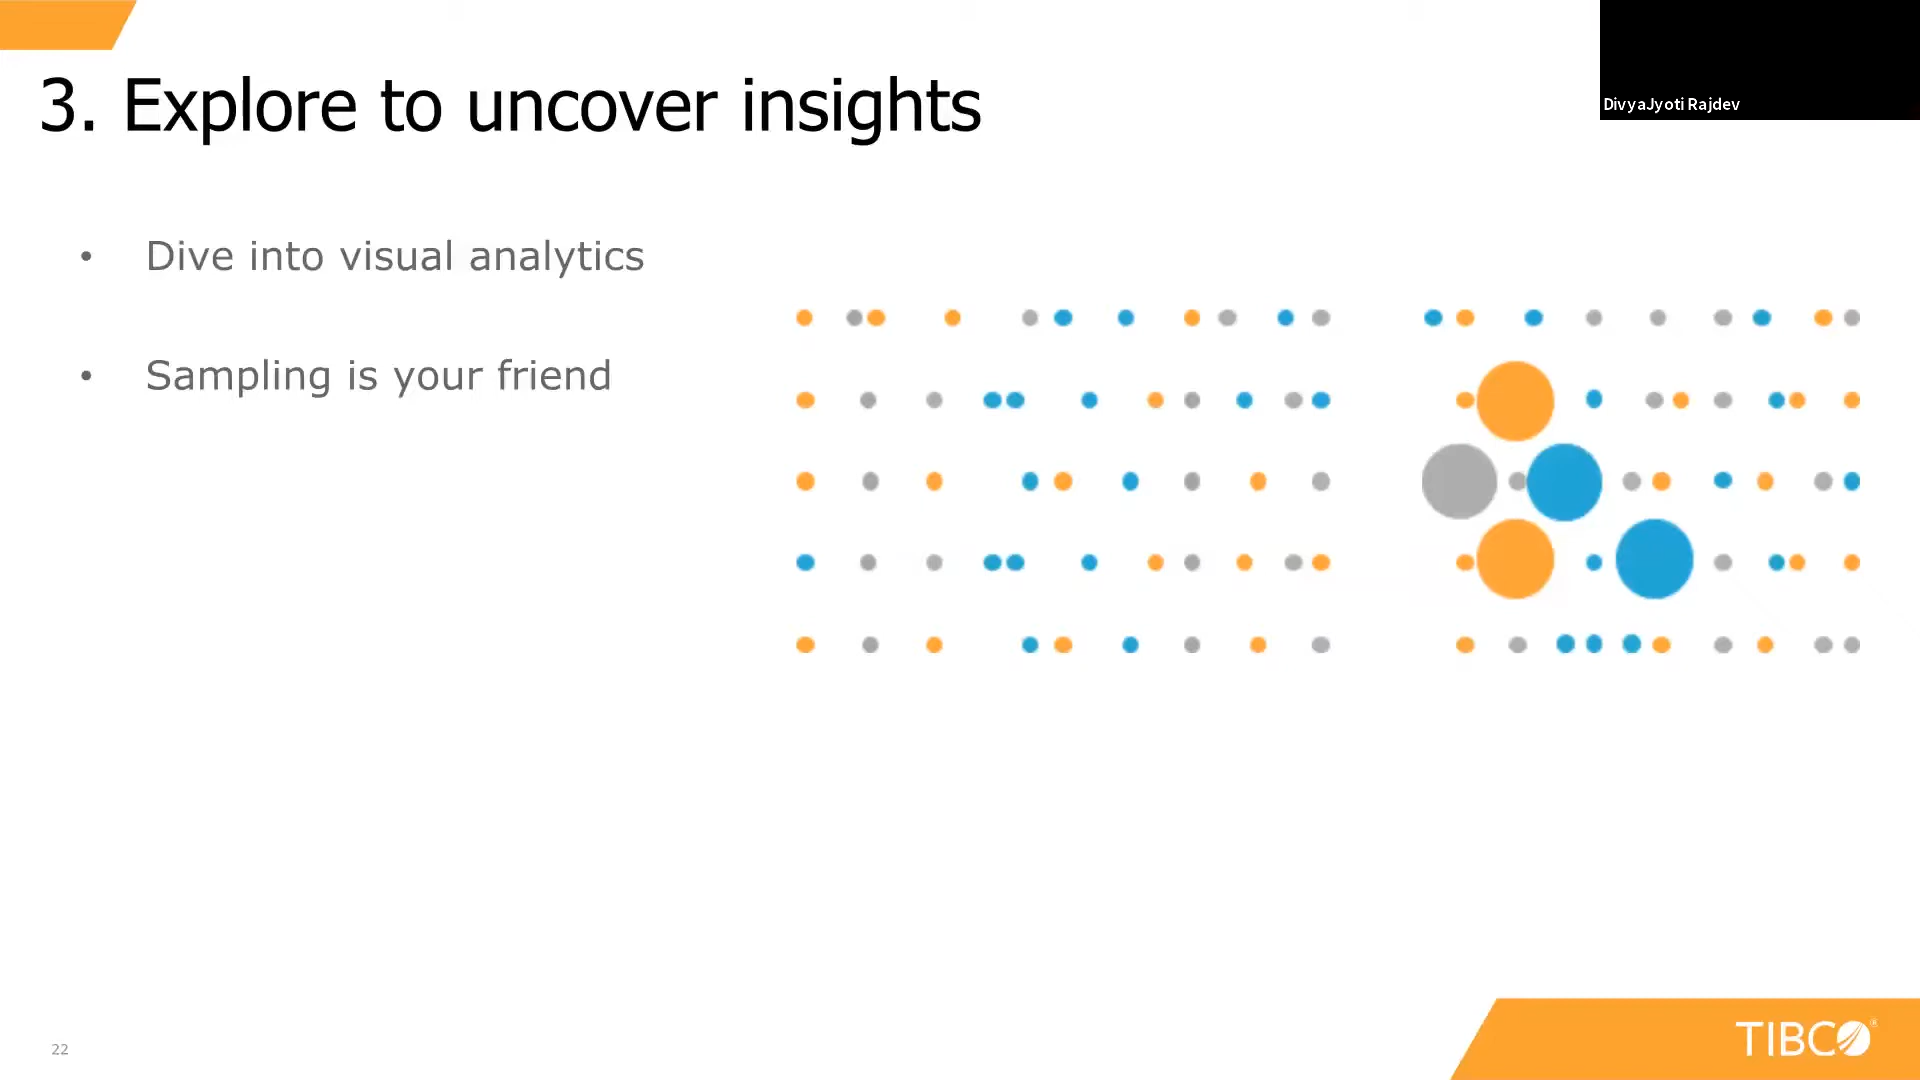 3. Explore to uncover insights
DivyaJyoti Rajdev
• Dive into visual analytics
• Sampling is your friend
22
TIBCO®